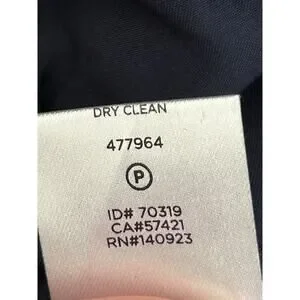 DRY CLEAN
477964
P
ID# 70319
CA#57421
RN#140923